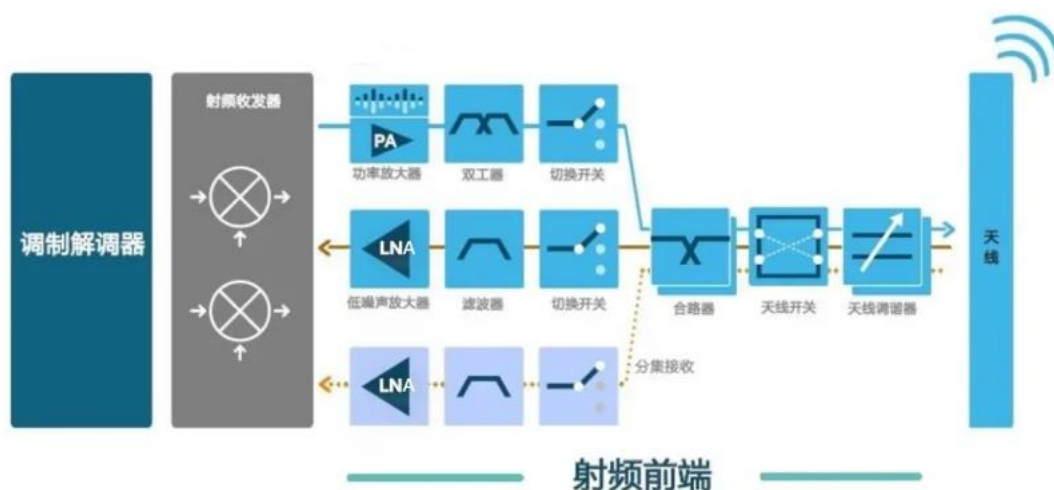 调制解调器
射频收发器
PA
功率放大器
双工器
切换开关
LNA
低噪声放大器
滤波器
切换开关
合路器
天线开关
天线调谐器
LNA
分集接收
天线
射频前端